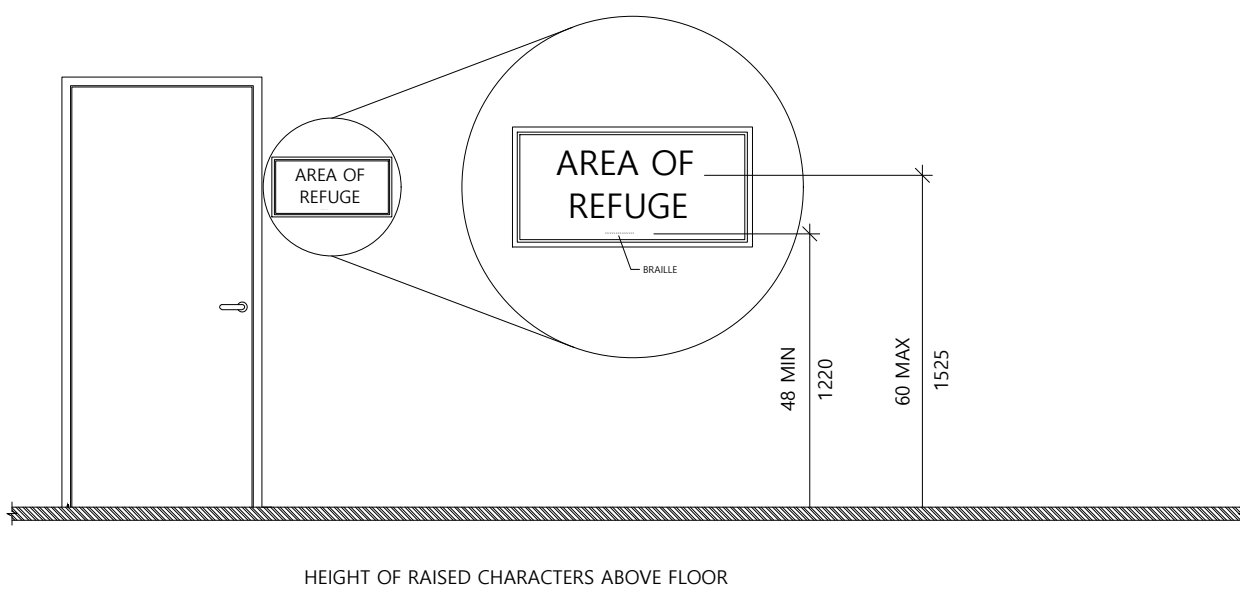 AREA OF
REFUGE
AREA OF
REFUGE
BRAILLE
48 MIN
1220
60 MAX
1525
HEIGHT OF RAISED CHARACTERS ABOVE FLOOR